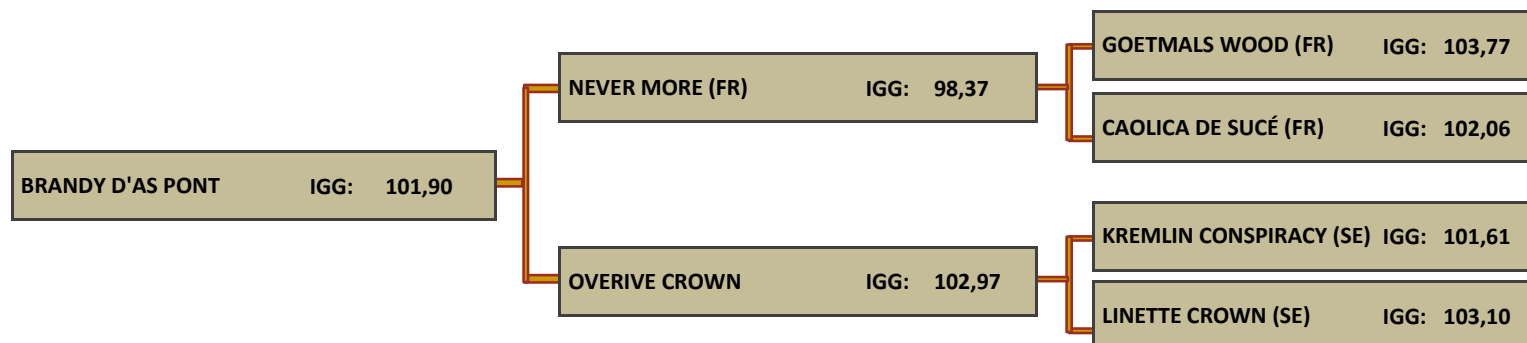 GOETMALS WOOD (FR) IGG: 103,77
NEVER MORE (FR) IGG: 98,37
CAOLICA DE SUCÉ (FR) IGG: 102,06
BRANDY D'AS PONT IGG: 101,90
KREMLIN CONSPIRACY (SE) IGG: 101,61
OVERIVE CROWN IGG: 102,97
LINETTE CROWN (SE) IGG: 103,10